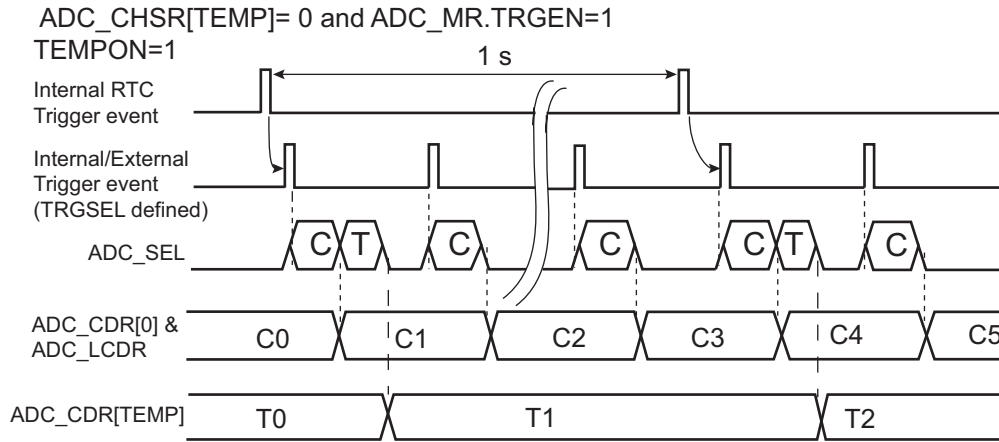 ADC_CHSR[TEMP]= 0 and ADC_MR.TRGEN=1
TEMPON=1
1 s
Internal RTC
Trigger event
Internal/External
Trigger event
(TRGSEL defined)
ADC_SEL
C T C C C T C
ADC_CDR[0] &
ADC_LCDR
C0 C1 C2 C3 C4 C5
ADC_CDR[TEMP]
T0 T1 T2